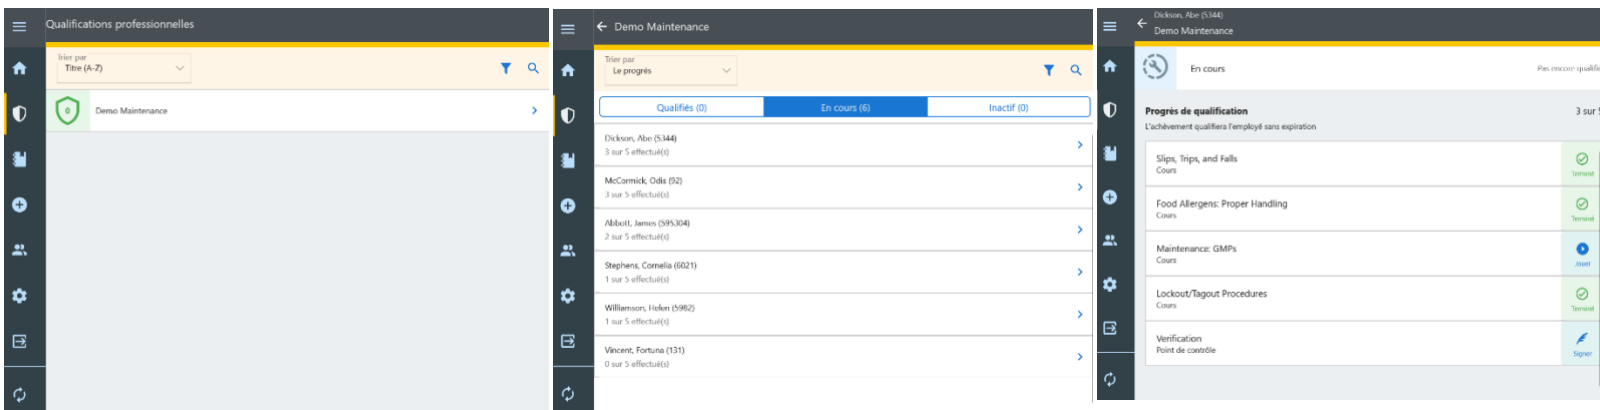 Qualifications professionnelles
Trier par
Titre (A-Z)
0
Demo Maintenance
Demo Maintenance
Trier par
Le progrès
Qualifiés (0)
En cours (6)
Inactif (0)
Dickson, Abe (5344)
3 sur 5 effectué(s)
McCormick, Odis (92)
3 sur 5 effectué(s)
Abbott, James (595304)
2 sur 5 effectué(s)
Stephens, Cornelia (6021)
1 sur 5 effectué(s)
Williamson, Helen (5982)
1 sur 5 effectué(s)
Vincent, Fortuna (131)
0 sur 5 effectué(s)
Dickson, Abe (5344)
Demo Maintenance
En cours
Pas encore qualifié
Progrès de qualification
3 sur 5
L'achèvement qualifiera l'employé sans expiration
Slips, Trips, and Falls
Cours
Terminé
Food Allergens: Proper Handling
Cours
Terminé
Maintenance: GMPs
Cours
Jouer
Lockout/Tagout Procedures
Cours
Terminé
Verification
Point de contrôle
Signer